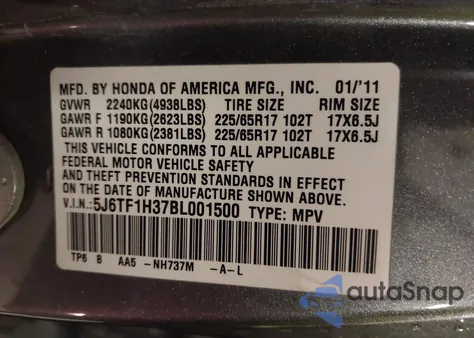 MFD. BY HONDA OF AMERICA MFG., INC. 01/'11
GVWR 2240KG(4938LBS) TIRE SIZE RIM SIZE
GAWR F 1190KG(2623LBS) 225/65R17 102T 17X6.5J
GAWR R 1080KG(2381LBS) 225/65R17 102T 17X6.5J
THIS VEHICLE CONFORMS TO ALL APPLICABLE
FEDERAL MOTOR VEHICLE SAFETY
AND THEFT PREVENTION STANDARDS IN EFFECT
ON THE DATE OF MANUFACTURE SHOWN ABOVE.
V.I.N.:5J6TF1H37BL001500 TYPE: MPV
TP6 B AA5 -NH737M -A-L
autoSnap